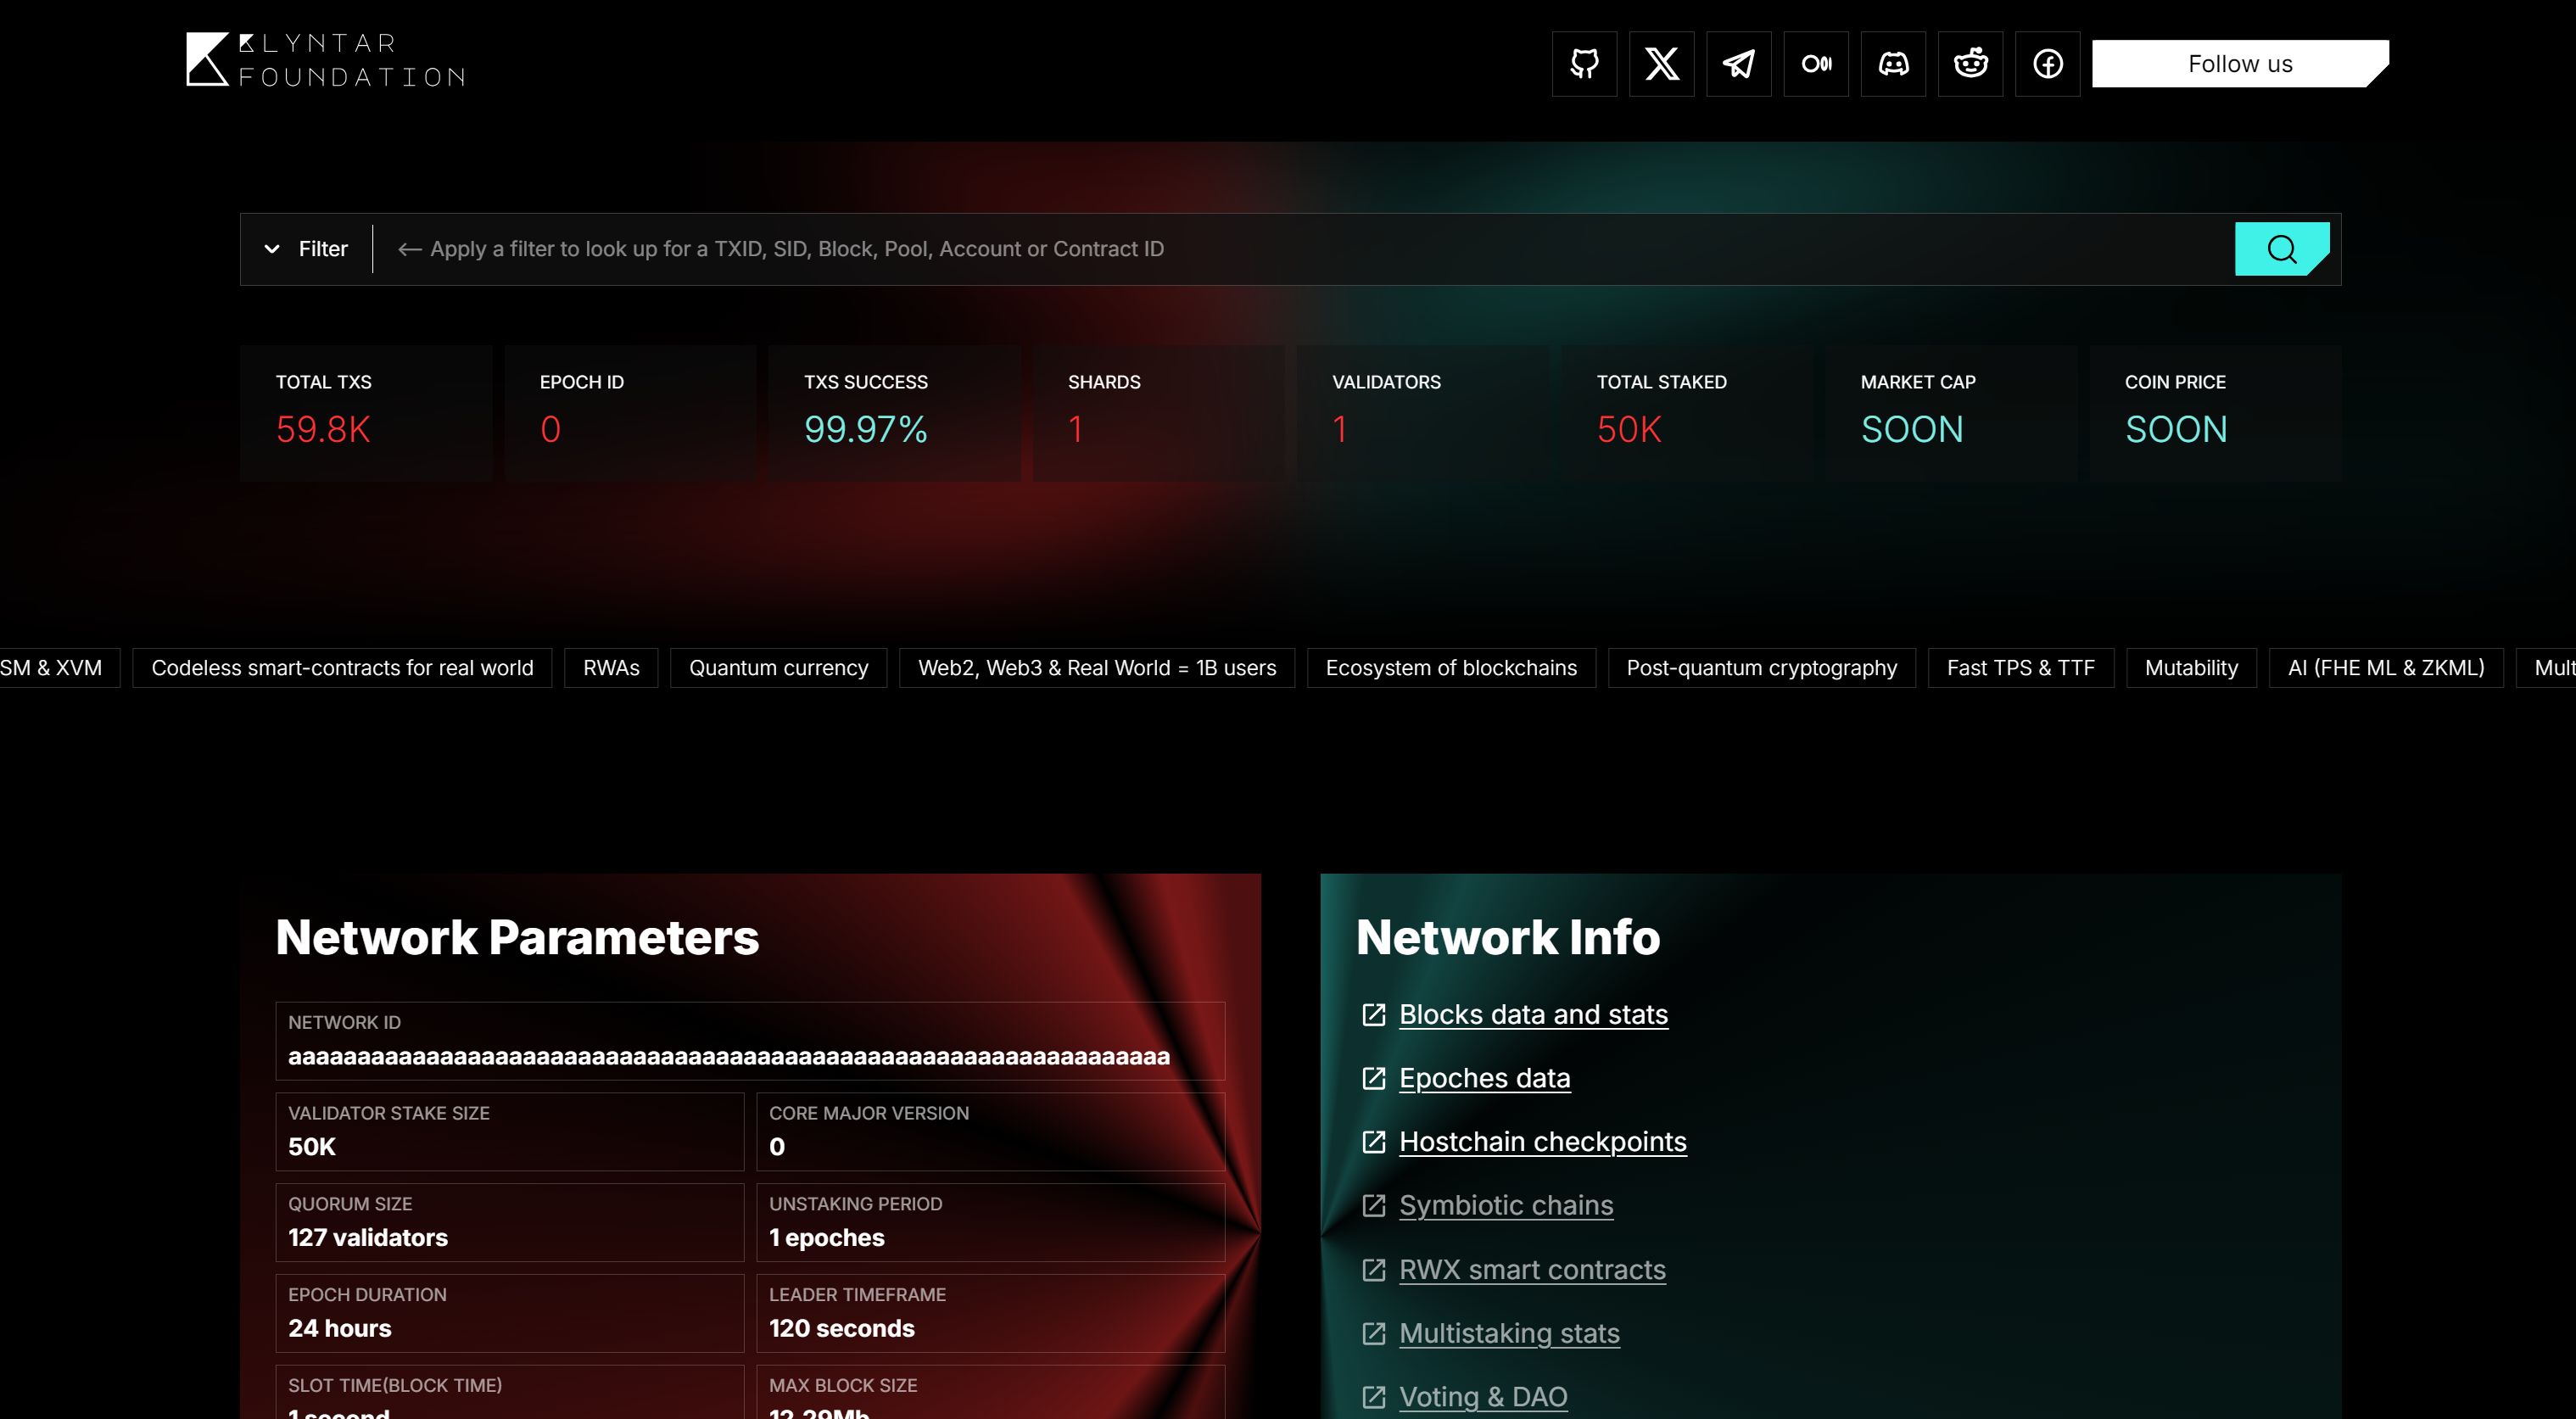 KLYNTAR
FOUNDATION
Follow us
Filter
Apply a filter to look up for a TXID, SID, Block, Pool, Account or Contract ID
TOTAL TXS
59.8K
EPOCH ID
0
TXS SUCCESS
99.97%
SHARDS
1
VALIDATORS
1
TOTAL STAKED
50K
MARKET CAP
SOON
COIN PRICE
SOON
SM & XVM
Codeless smart-contracts for real world
RWAs
Quantum currency
Web2, Web3 & Real World = 1B users
Ecosystem of blockchains
Post-quantum cryptography
Fast TPS & TTF
Mutability
AI (FHE ML & ZKML)
Mult
Network Parameters
NETWORK ID
aaaaaaaaaaaaaaaaaaaaaaaaaaaaaaaaaaaaaaaaaaaaaaaaaaaaaaaaaaaaaaaa
VALIDATOR STAKE SIZE
50K
CORE MAJOR VERSION
0
QUORUM SIZE
127 validators
UNSTAKING PERIOD
1 epoches
EPOCH DURATION
24 hours
LEADER TIMEFRAME
120 seconds
SLOT TIME(BLOCK TIME)
1 second
MAX BLOCK SIZE
12.29Mb
Network Info
Blocks data and stats
Epoches data
Hostchain checkpoints
Symbiotic chains
RWX smart contracts
Multistaking stats
Voting & DAO